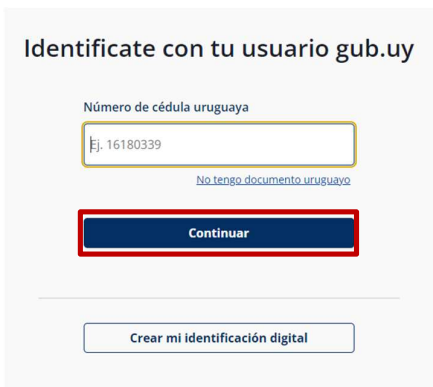 Identificate con tu usuario gub.uy
Número de cédula uruguaya
Ej. 16180339
No tengo documento uruguayo
Continuar
Crear mi identificación digital